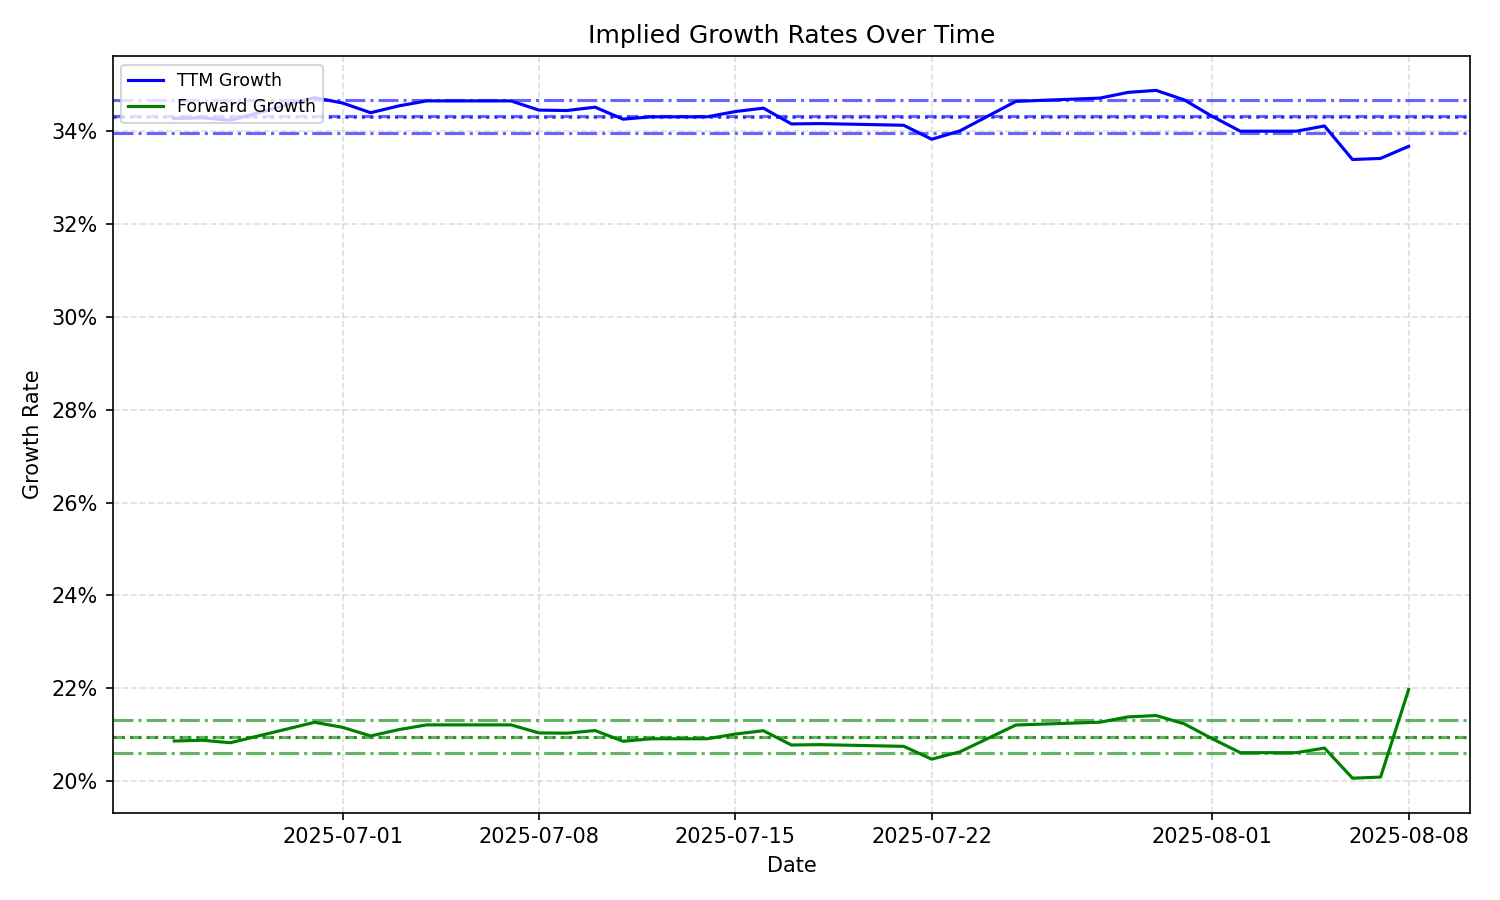 Implied Growth Rates Over Time
TTM Growth
Forward Growth
34%
32%
30%
28%
26%
24%
22%
20%
Growth Rate
2025-07-01
2025-07-08
2025-07-15
2025-07-22
2025-08-01
2025-08-08
Date